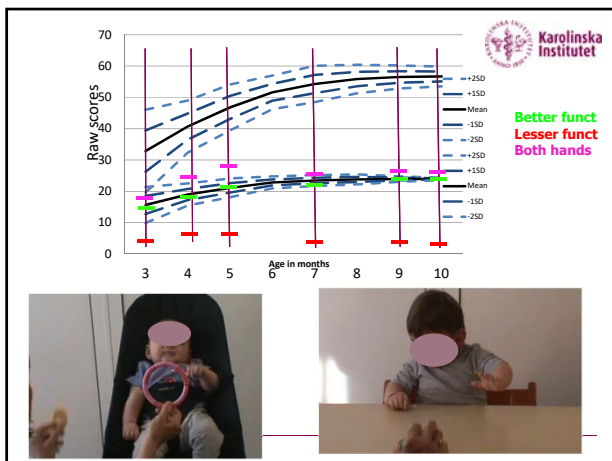 Karolinska
Institutet
Raw scores
70
60
50
40
30
20
10
0
3 4 5 6 7 8 9 10
Age in months
+2SD
+1SD
Mean
-1SD
-2SD
+2SD
+1SD
Mean
-1SD
-2SD
Better funct
Lesser funct
Both hands